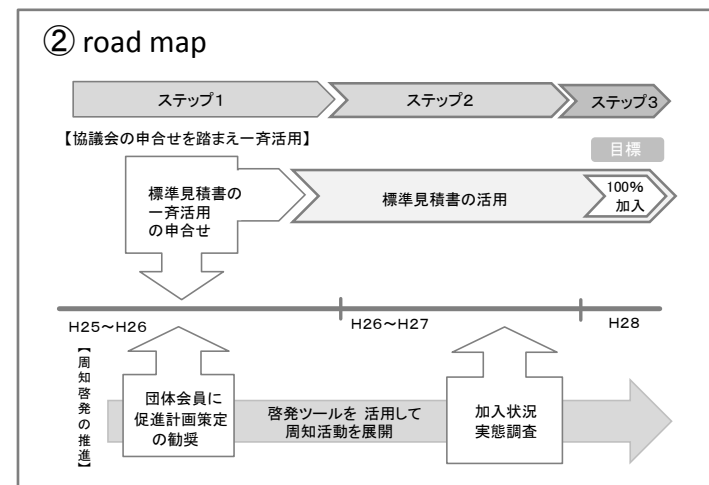 ② road map
ステップ1
ステップ2
ステップ3
【協議会の申合せを踏まえ一斉活用】
目標
標準見積書の
一斉活用
の申合せ
標準見積書の活用
100%
加入
H25～H26
H26～H27
H28
【周知啓発の推進】
団体会員に
促進計画策定
の勧奨
啓発ツールを 活用して
周知活動を展開
加入状況
実態調査